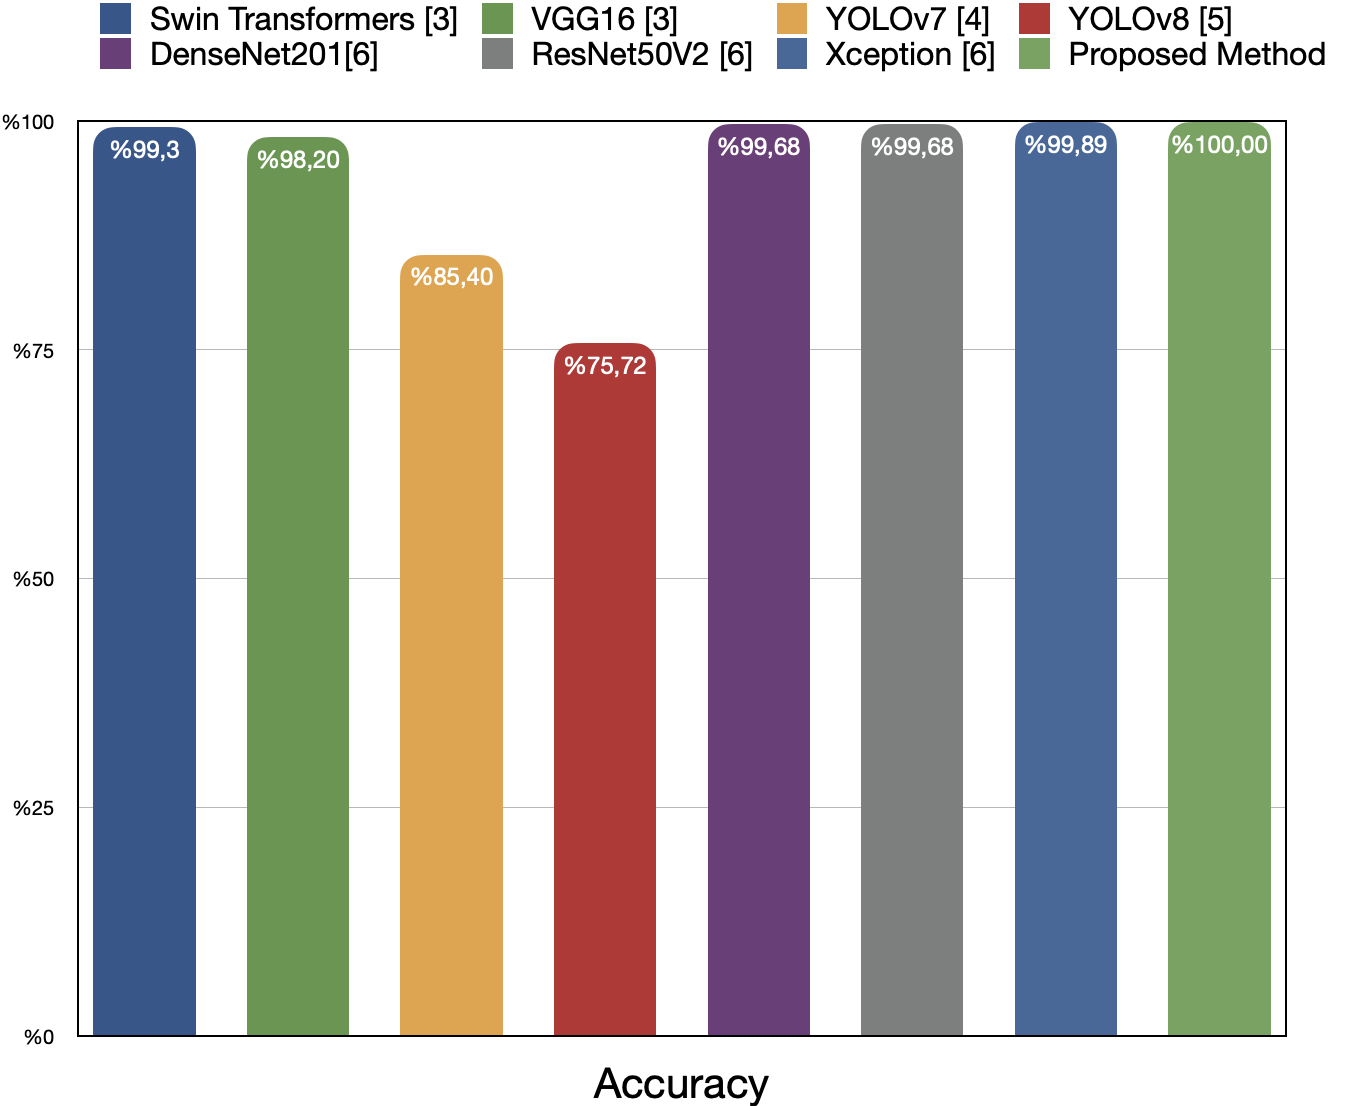 Swin Transformers [3] VGG16 [3] YOLOv7 [4] YOLOv8 [5]
DenseNet201[6] ResNet50V2 [6] Xception [6] Proposed Method
%100
%99,3 %98,20 %85,40 %75,72 %99,68 %99,68 %99,89 %100,00
%75
%50
%25
%0
Accuracy